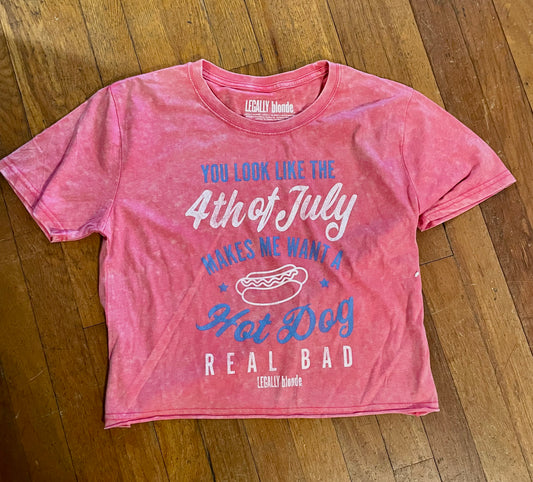 LEGALLY blonde
YOU LOOK LIKE THE
4th of July
MAKES ME WANT A
Hot Dog
REAL BAD
LEGALLY blonde